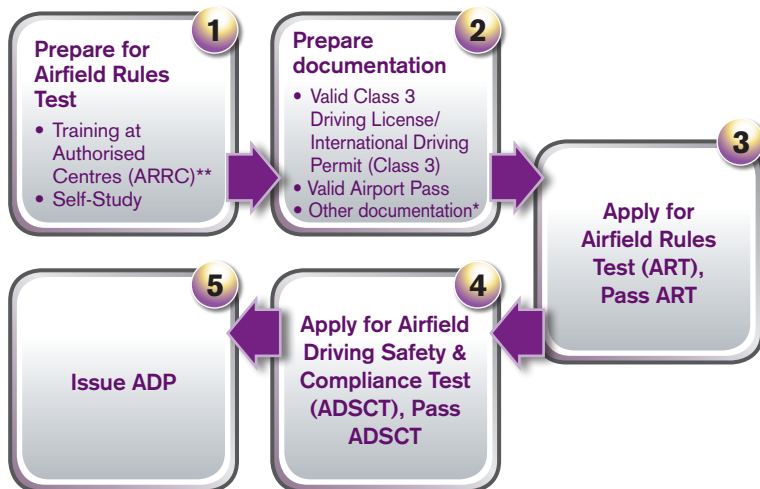 1
Prepare for
Airfield Rules
Test
• Training at
Authorised
Centres (ARRC)**
• Self-Study
2
Prepare
documentation
• Valid Class 3
Driving License/
International Driving
Permit (Class 3)
• Valid Airport Pass
• Other documentation*
3
Apply for
Airfield Rules
Test (ART),
Pass ART
4
Apply for Airfield
Driving Safety &
Compliance Test
(ADSCT), Pass
ADSCT
5
Issue ADP